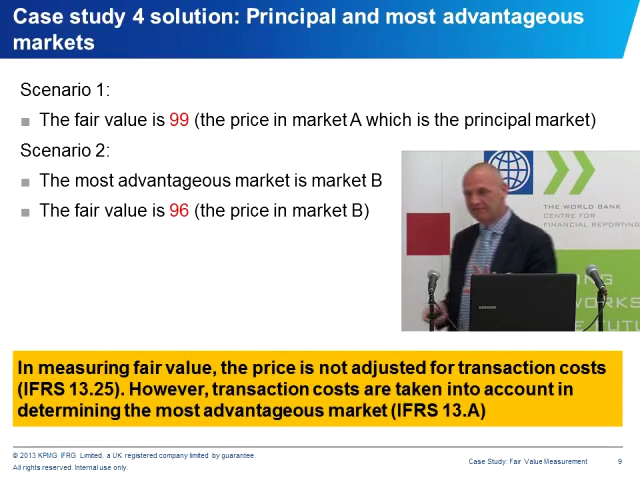 Case study 4 solution: Principal and most advantageous
markets
Scenario 1:
The fair value is 99 (the price in market A which is the principal market)
Scenario 2:
The most advantageous market is market B
The fair value is 96 (the price in market B)
THE WORLD BANK
CENTRE FOR
FINANCIAL REPORTING
SAMSUNG
In measuring fair value, the price is not adjusted for transaction costs
(IFRS 13.25). However, transaction costs are taken into account in
determining the most advantageous market (IFRS 13.A)
© 2013 KPMG IFRG Limited, a UK registered company limited by guarantee.
All rights reserved. Internal use only.
Case Study: Fair Value Measurement 9